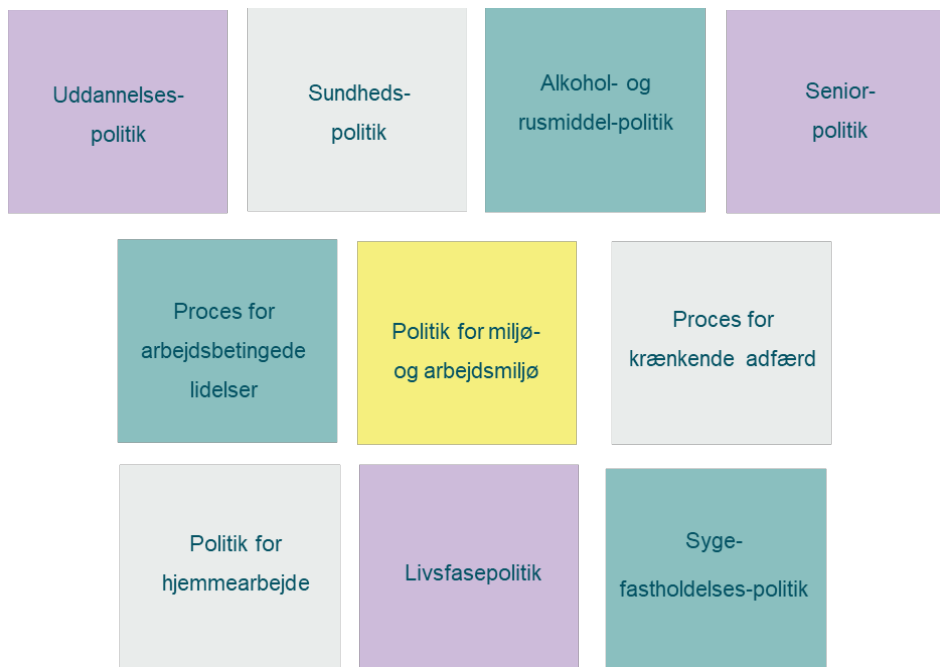 Uddannelses-
politik
Sundheds-
politik
Alkohol- og
rusmiddel-politik
Senior-
politik
Proces for
arbejdsbetingede
lidelser
Politik for miljø-
og arbejdsmiljø
Proces for
krænkende adfærd
Politik for
hjemmearbejde
Livsfasepolitik
Syge-
fastholdelses-politik